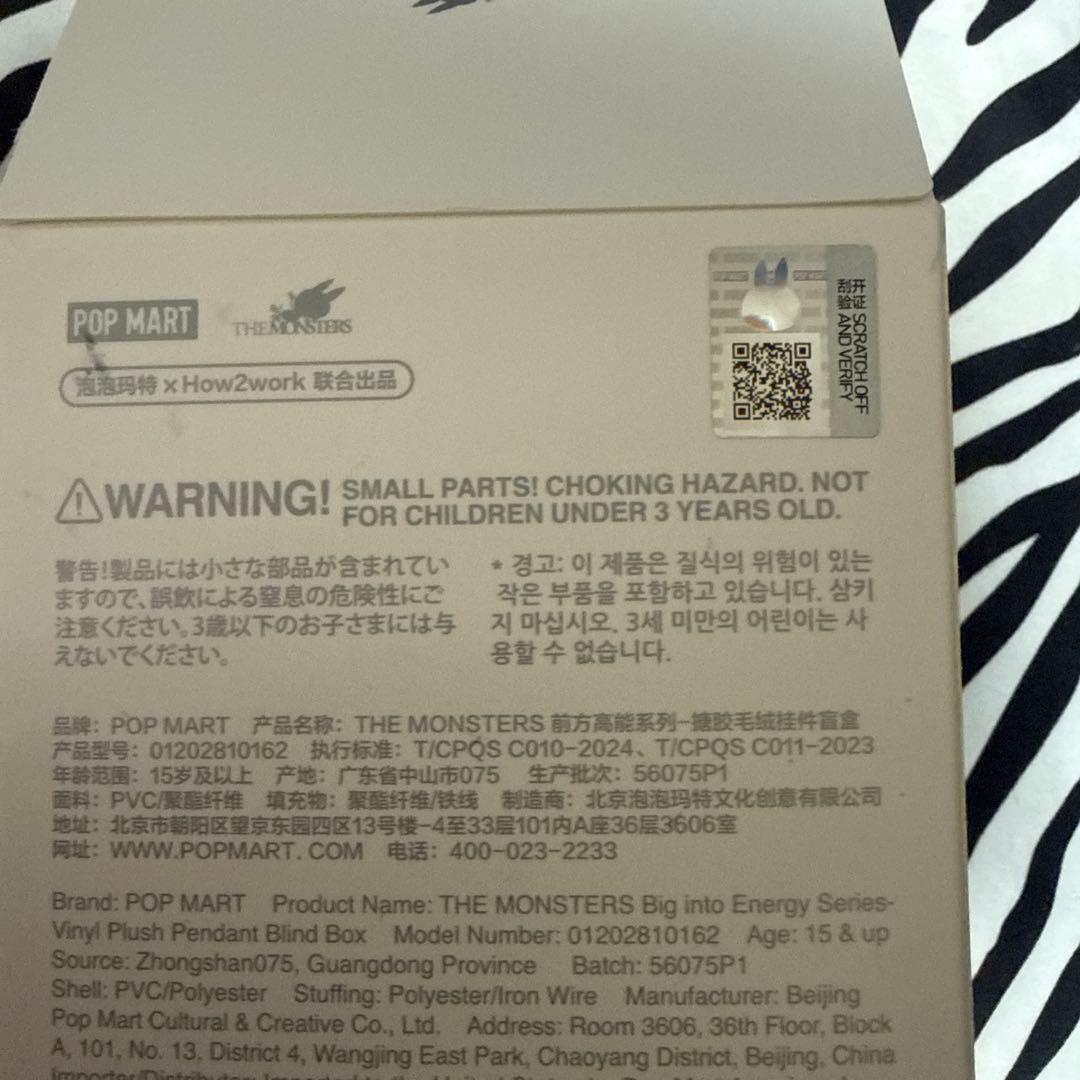 POP MART
THE MONSTERS
泡泡玛特 x How2work 联合出品
刮开验证 SCRATCH OFF AND VERIFY
WARNING! SMALL PARTS! CHOKING HAZARD. NOT
FOR CHILDREN UNDER 3 YEARS OLD.
警告!製品には小さな部品が含まれてい
ますので、誤飲による窒息の危険性にご
注意ください。3歳以下のお子さまには与
えないでください。
* 경고: 이 제품은 질식의 위험이 있는
작은 부품을 포함하고 있습니다. 삼키
지 마십시오. 3세 미만의 어린이는 사
용할 수 없습니다.
品牌: POP MART 产品名称: THE MONSTERS 前方高能系列-搪胶毛绒挂件盲盒
产品型号: 01202810162 执行标准: T/CPQS C010-2024、T/CPQS C011-2023
年龄范围: 15岁及以上 产地: 广东省中山市075 生产批次: 56075P1
面料: PVC/聚酯纤维 填充物: 聚酯纤维/铁线 制造商: 北京泡泡玛特文化创意有限公司
地址: 北京市朝阳区望京东园四区13号楼-4至33层101内A座36层3606室
网址: WWW.POPMART.COM 电话: 400-023-2233
Brand: POP MART Product Name: THE MONSTERS Big into Energy Series-
Vinyl Plush Pendant Blind Box Model Number: 01202810162 Age: 15 & up
Source: Zhongshan075, Guangdong Province Batch: 56075P1
Shell: PVC/Polyester Stuffing: Polyester/Iron Wire Manufacturer: Beijing
Pop Mart Cultural & Creative Co., Ltd. Address: Room 3606, 36th Floor, Block
A, 101, No. 13, District 4, Wangjing East Park, Chaoyang District, Beijing, China